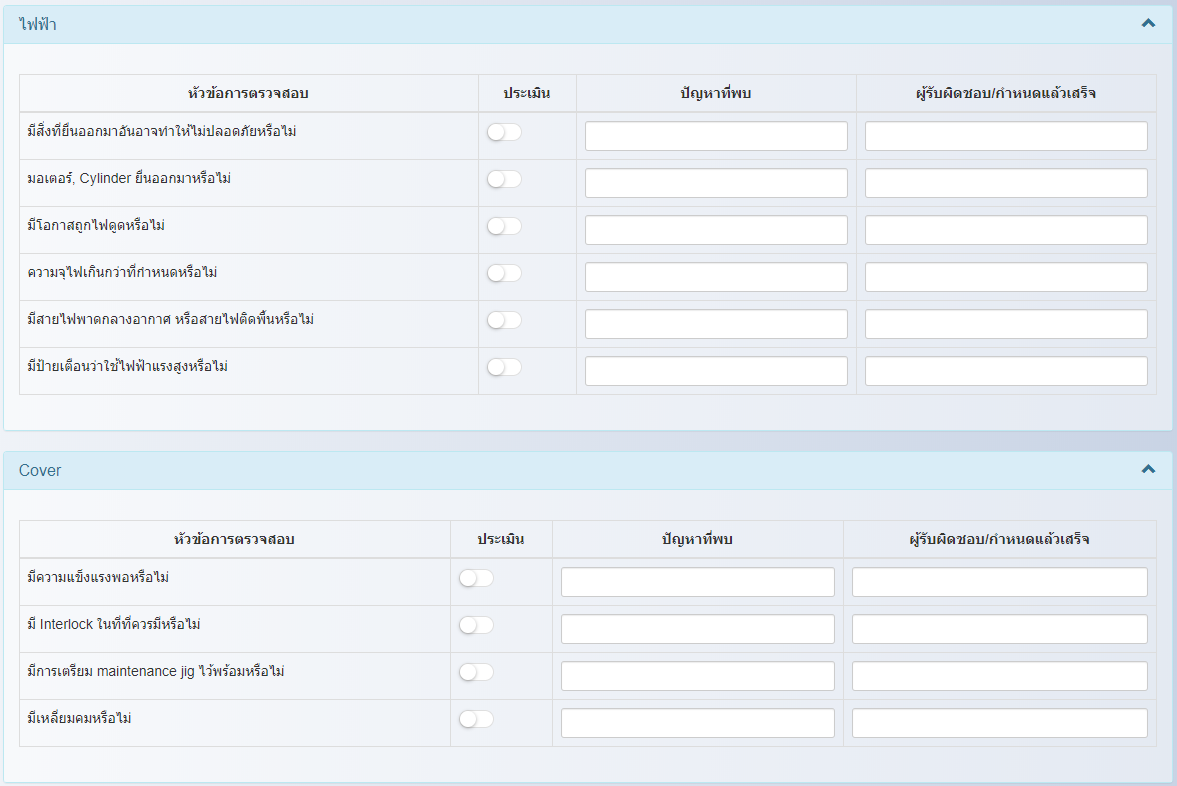 ไฟฟ้า
หัวข้อการตรวจสอบ ประเมิน ปัญหาที่พบ ผู้รับผิดชอบ/กำหนดแล้วเสร็จ
มีสิ่งที่ยื่นออกมาอันอาจทำให้ไม่ปลอดภัยหรือไม่
มอเตอร์, Cylinder ยื่นออกมาหรือไม่
มีโอกาสถูกไฟดูดหรือไม่
ความจุไฟเกินกว่าที่กำหนดหรือไม่
มีสายไฟพาดกลางอากาศ หรือสายไฟติดพื้นหรือไม่
มีป้ายเตือนว่าใช้ไฟฟ้าแรงสูงหรือไม่
Cover
หัวข้อการตรวจสอบ ประเมิน ปัญหาที่พบ ผู้รับผิดชอบ/กำหนดแล้วเสร็จ
มีความแข็งแรงพอหรือไม่
มี Interlock ในที่ที่ควรมีหรือไม่
มีการเตรียม maintenance jig ไว้พร้อมหรือไม่
มีเหลี่ยมคมหรือไม่